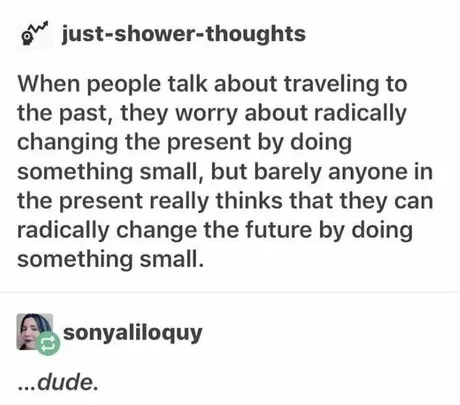 just-shower-thoughts
When people talk about traveling to
the past, they worry about radically
changing the present by doing
something small, but barely anyone in
the present really thinks that they can
radically change the future by doing
something small.
sonyaliloquy
...dude.